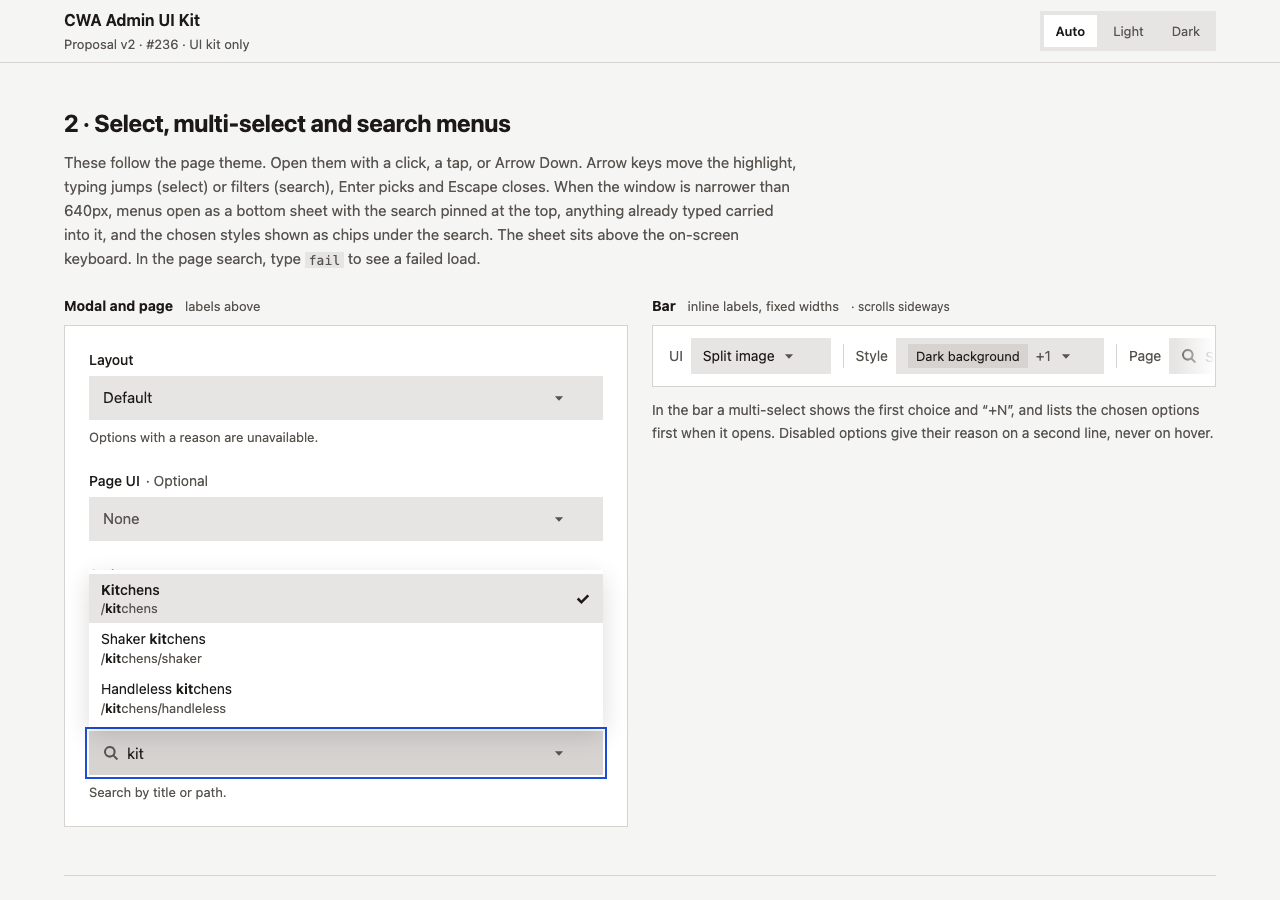 CWA Admin UI Kit
Proposal v2 · #236 · UI kit only
Auto Light Dark
2 · Select, multi-select and search menus
These follow the page theme. Open them with a click, a tap, or Arrow Down. Arrow keys move the highlight,
typing jumps (select) or filters (search), Enter picks and Escape closes. When the window is narrower than
640px, menus open as a bottom sheet with the search pinned at the top, anything already typed carried
into it, and the chosen styles shown as chips under the search. The sheet sits above the on-screen
keyboard. In the page search, type fail to see a failed load.
Modal and page labels above
Layout
Default
Options with a reason are unavailable.
Page UI · Optional
None
Kitchens
/kitchens
Shaker kitchens
/kitchens/shaker
Handleless kitchens
/kitchens/handleless
kit
Search by title or path.
Bar inline labels, fixed widths · scrolls sideways
UI Split image Style Dark background +1 Page
In the bar a multi-select shows the first choice and “+N”, and lists the chosen options
first when it opens. Disabled options give their reason on a second line, never on hover.